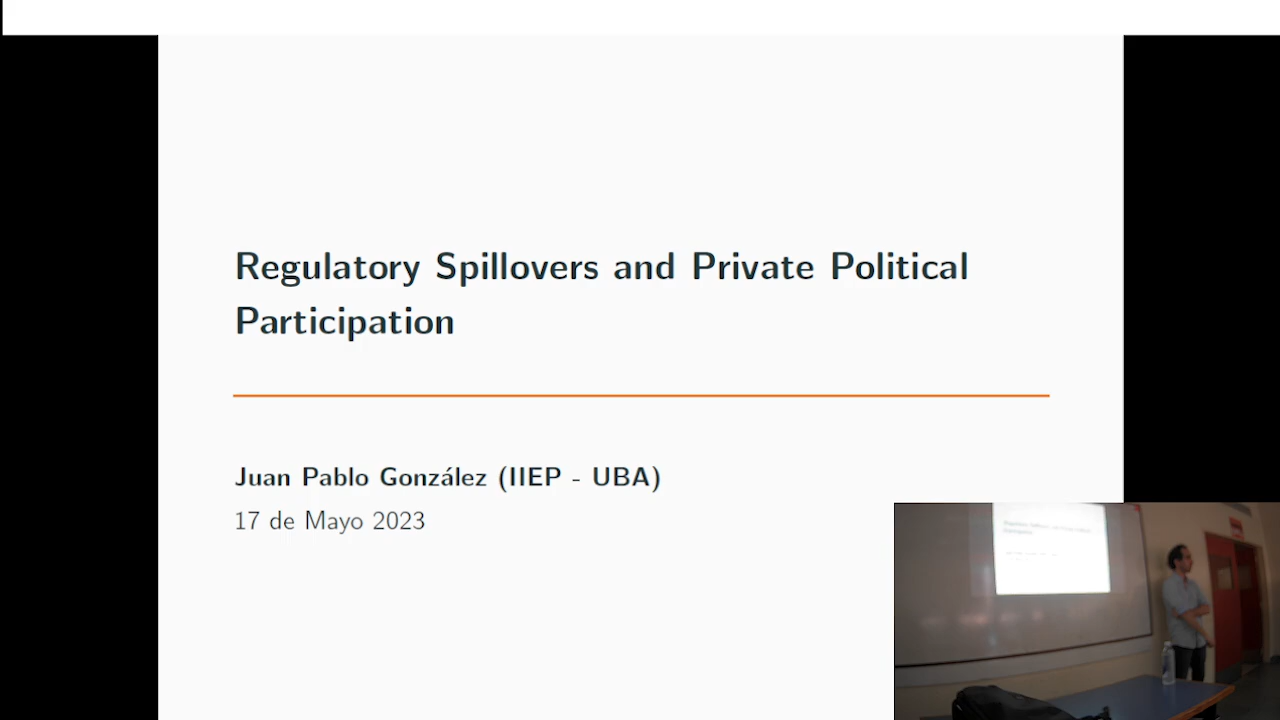 Regulatory Spillovers and Private Political
Participation
Juan Pablo González (IIEP - UBA)
17 de Mayo 2023